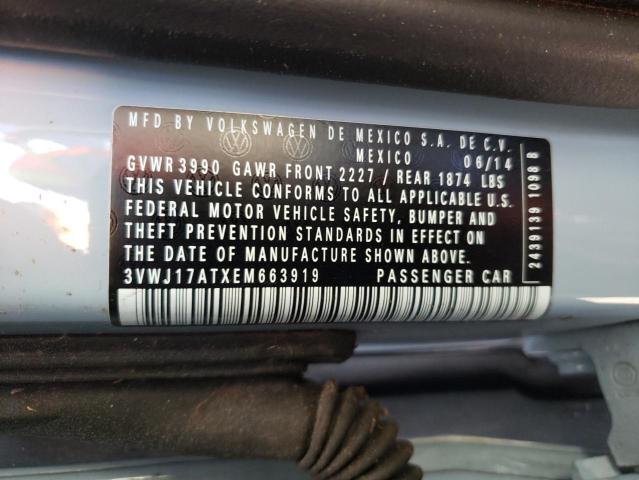 MFD BY VOLKSWAGEN DE MEXICO S.A. DE C.V.
MEXICO 06/14
GVWR 3990 GAWR FRONT 2227 / REAR 1874 LBS
THIS VEHICLE CONFORMS TO ALL APPLICABLE U.S.
FEDERAL MOTOR VEHICLE SAFETY, BUMPER AND
THEFT PREVENTION STANDARDS IN EFFECT ON
THE DATE OF MANUFACTURE SHOWN ABOVE.
3VWJ17ATXEM663919 PASSENGER CAR
2439139 1098 B